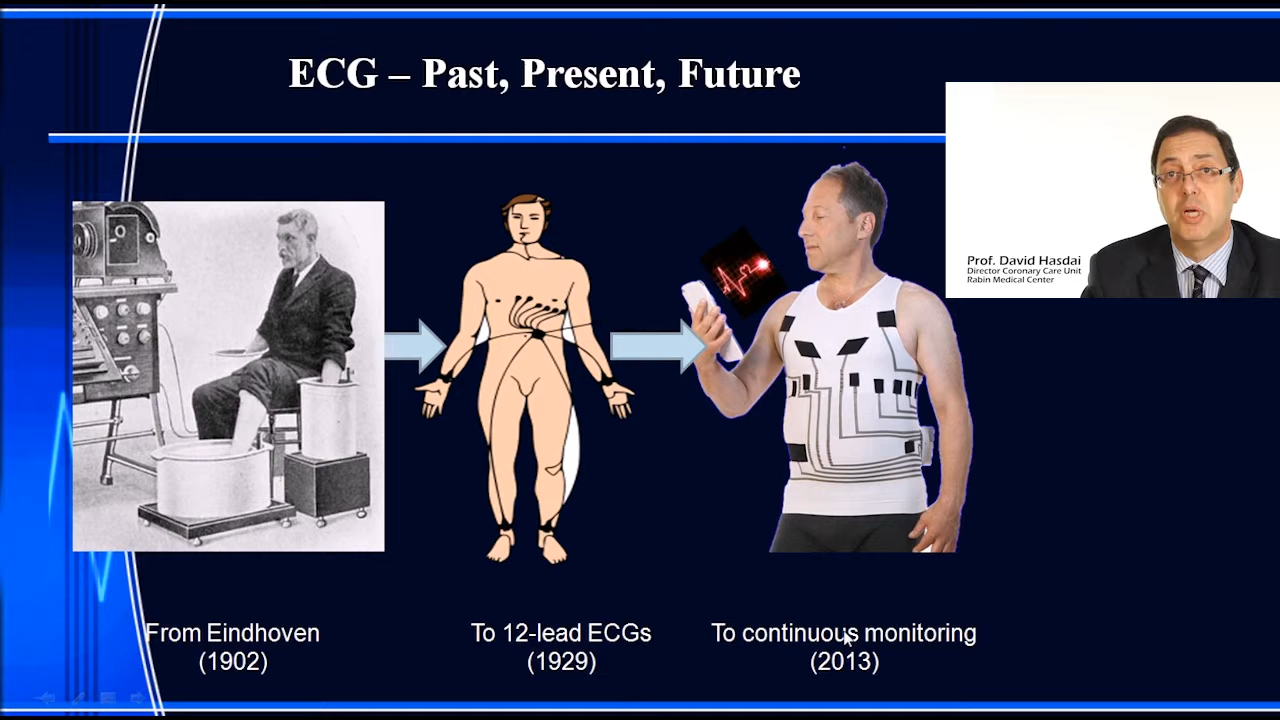 ECG – Past, Present, Future
Prof. David Hasdai
Director Coronary Care Unit
Rabin Medical Center
From Eindhoven
(1902)
To 12-lead ECGs
(1929)
To continuous monitoring
(2013)